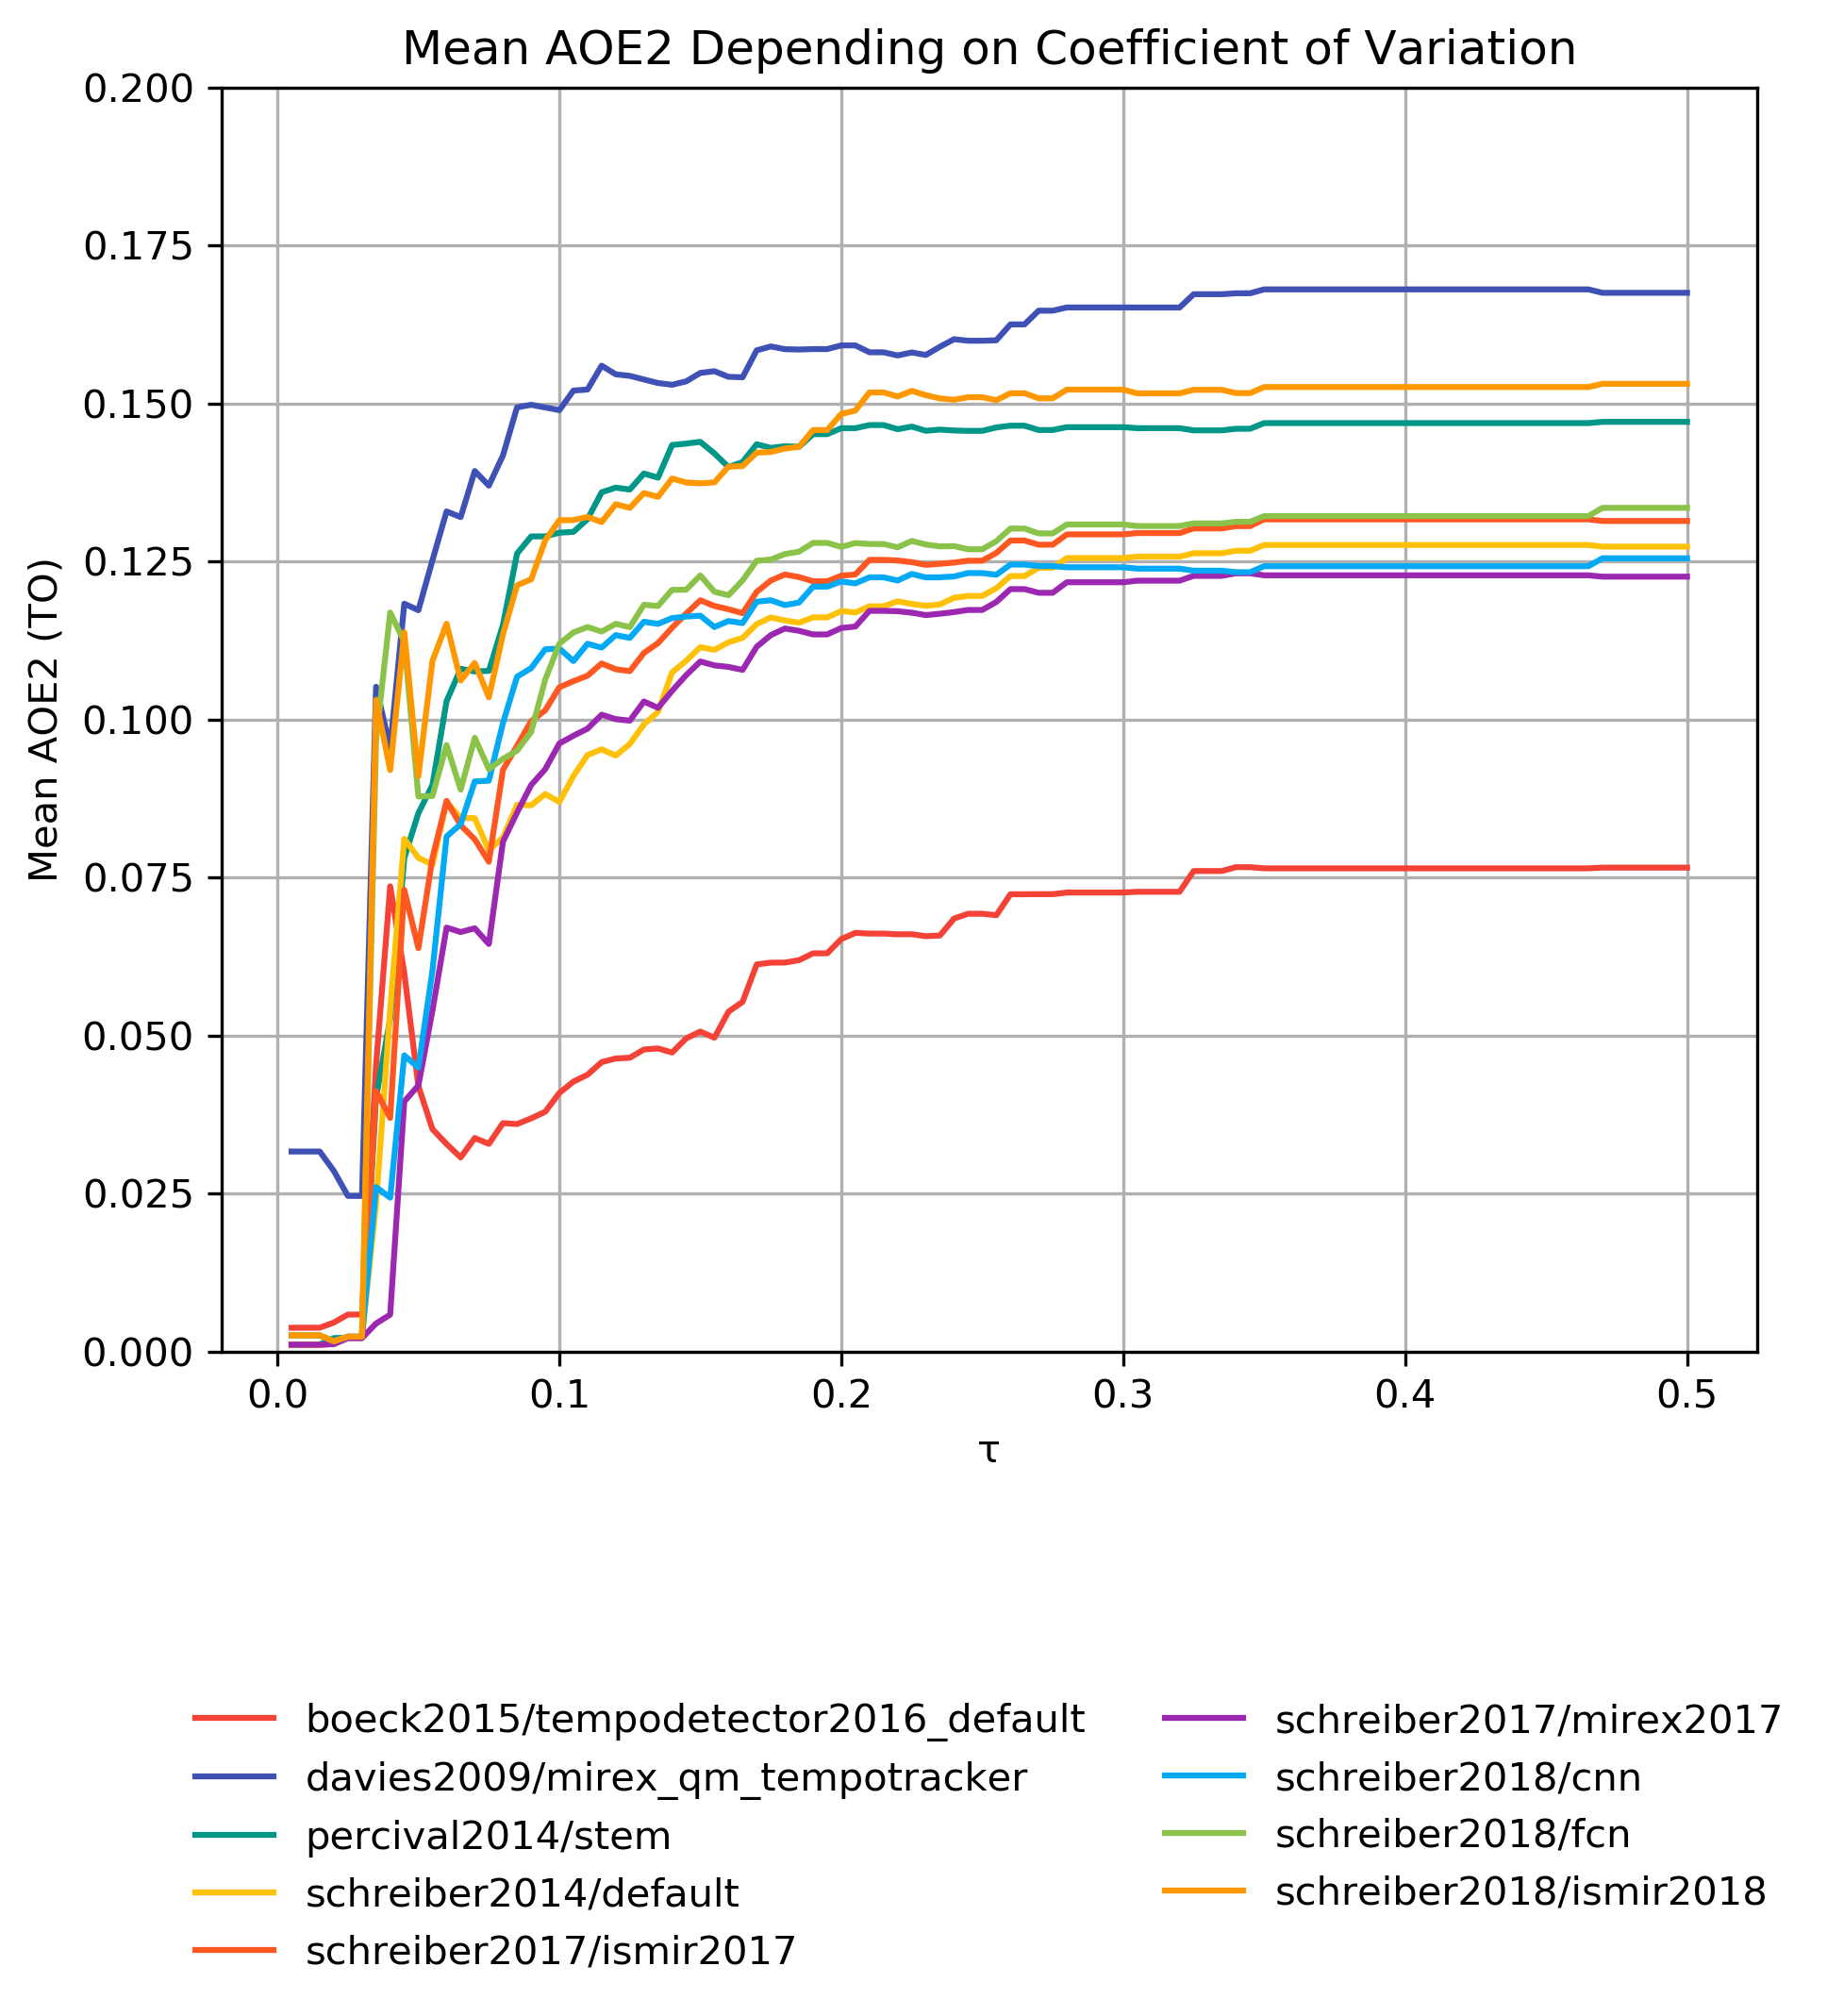 Mean AOE2 Depending on Coefficient of Variation
0.200
0.175
0.150
0.125
0.100
0.075
0.050
0.025
0.000
Mean AOE2 (TO)
0.0 0.1 0.2 0.3 0.4 0.5
τ
boeck2015/tempodetector2016_default
davies2009/mirex_qm_tempotracker
percival2014/stem
schreiber2014/default
schreiber2017/ismir2017
schreiber2017/mirex2017
schreiber2018/cnn
schreiber2018/fcn
schreiber2018/ismir2018